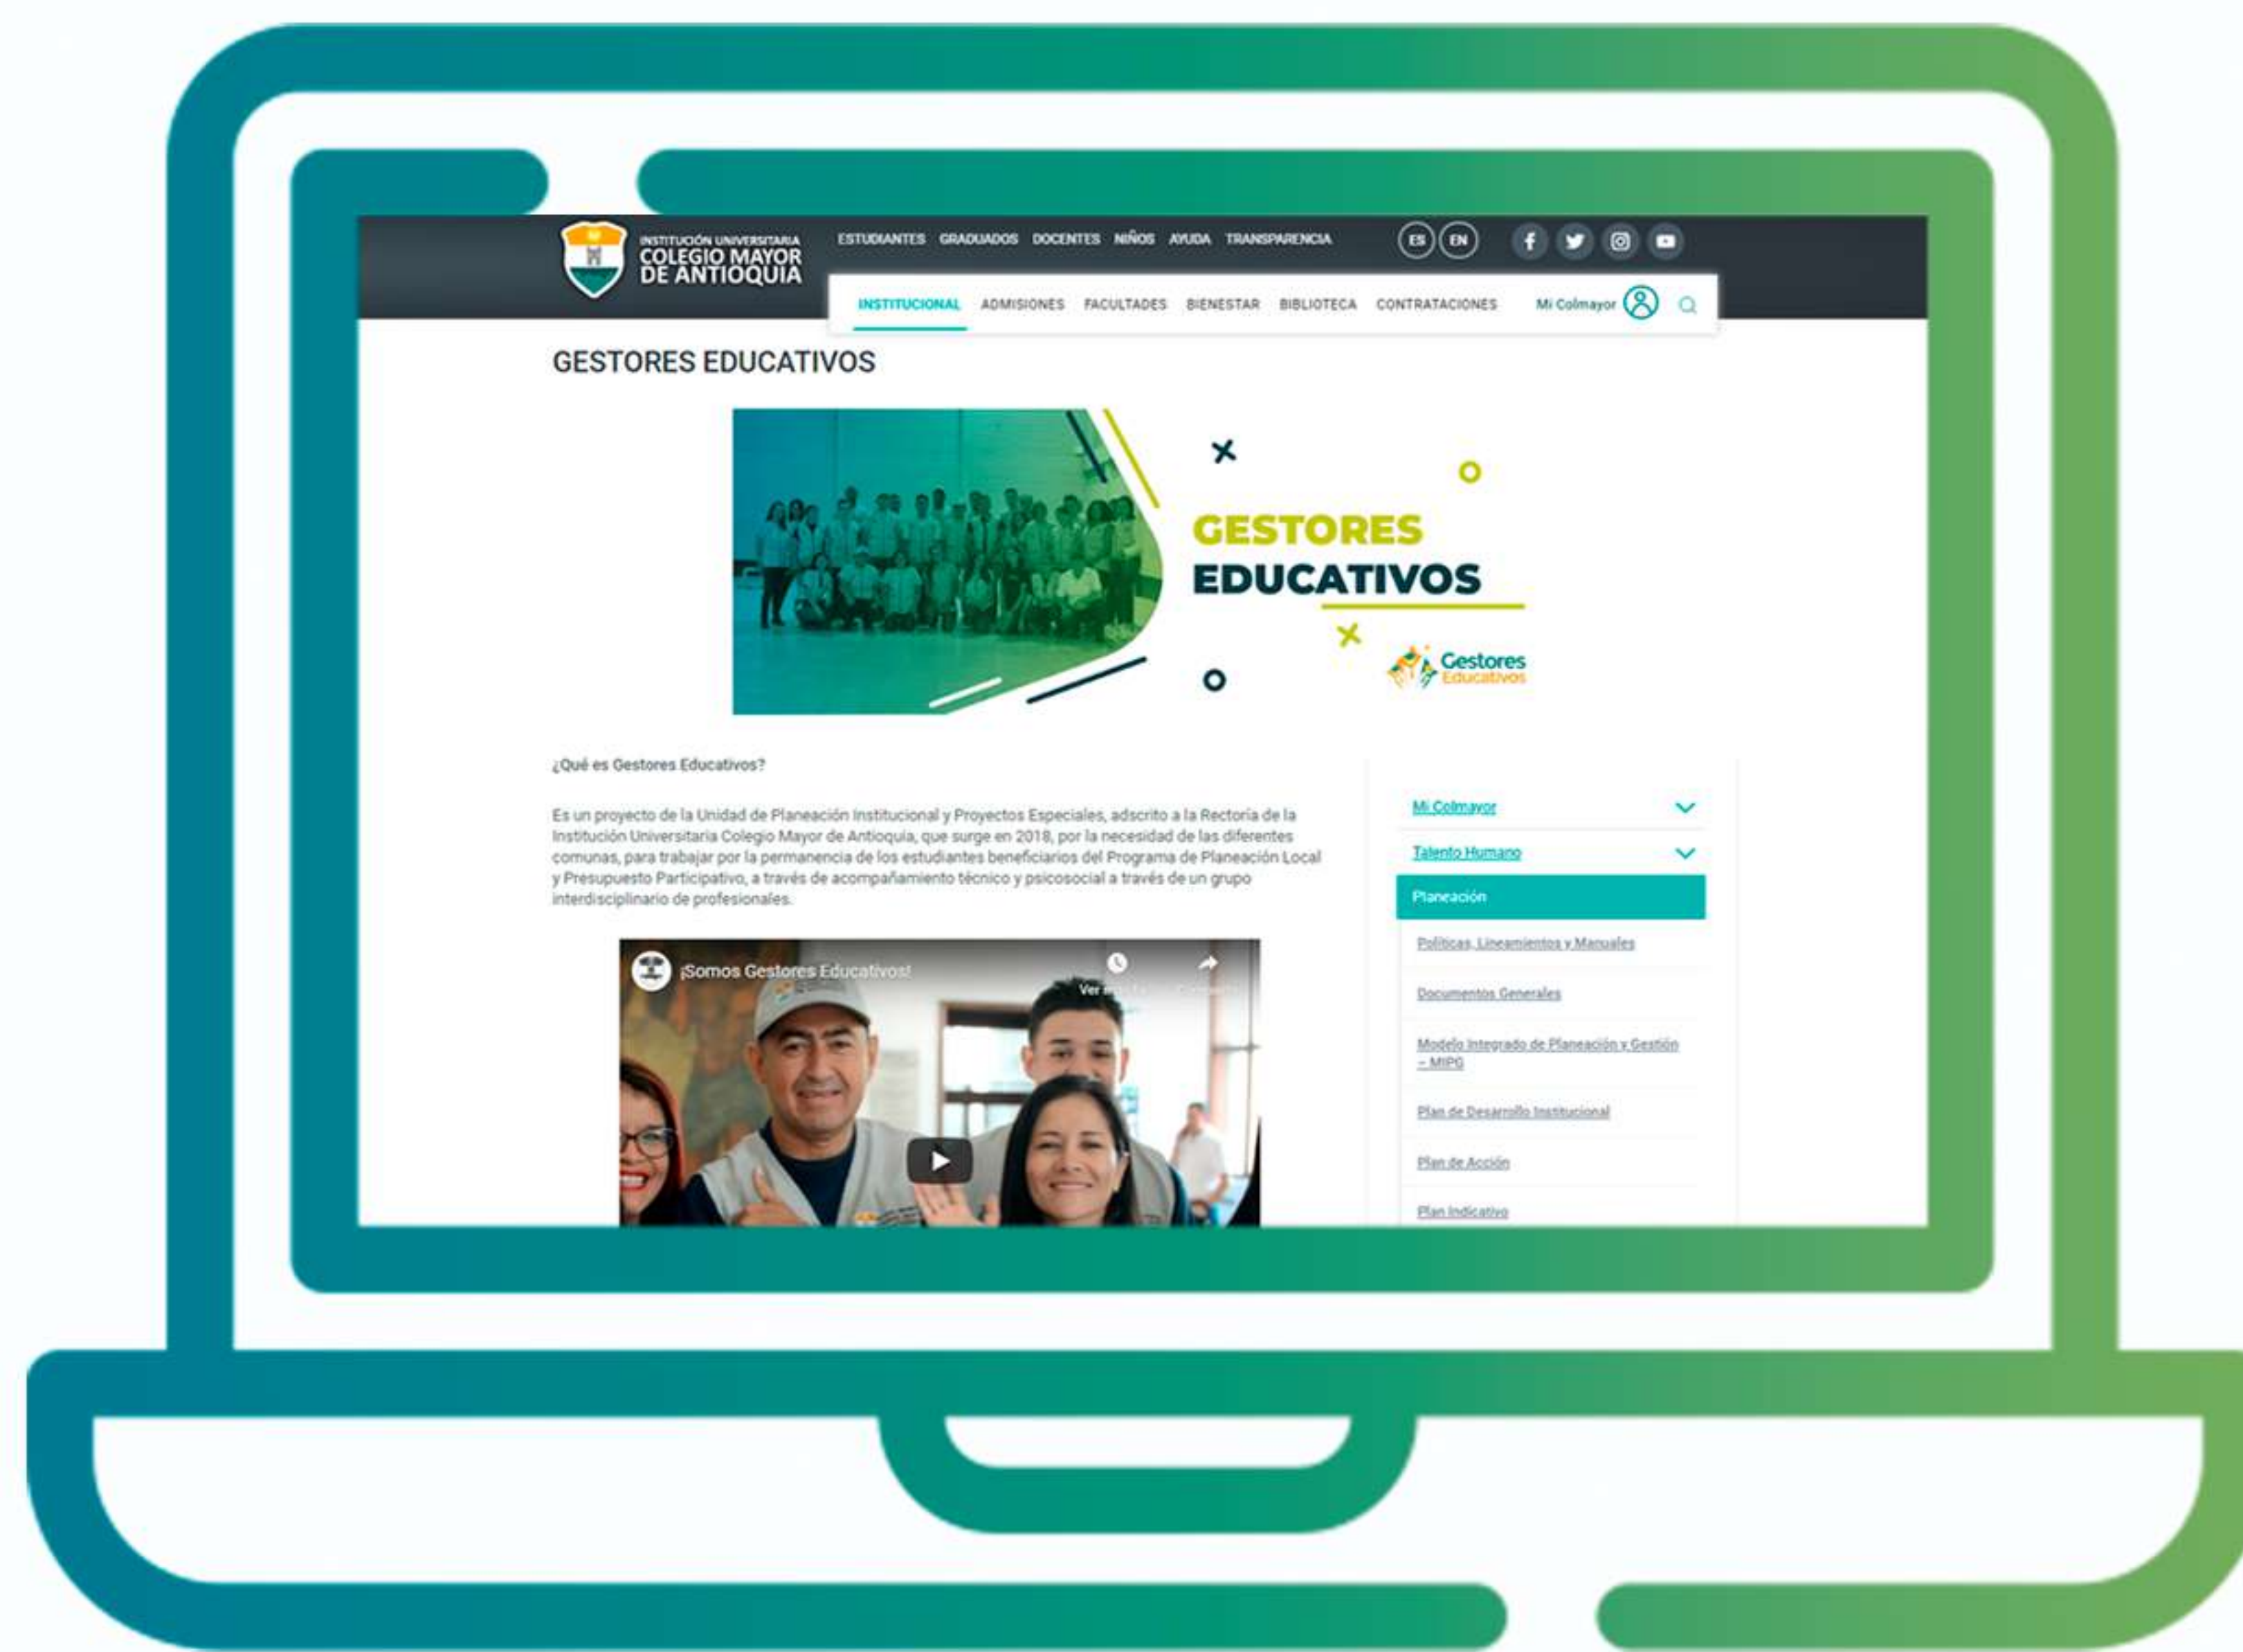 INSTITUCIÓN UNIVERSITARIA
COLEGIO MAYOR
DE ANTIOQUIA
ESTUDIANTES GRADUADOS DOCENTES NIÑOS AYUDA TRANSPARENCIA
ES EN
INSTITUCIONAL ADMISIONES FACULTADES BIENESTAR BIBLIOTECA CONTRATACIONES Mi Colmayor
GESTORES EDUCATIVOS
GESTORES
EDUCATIVOS
Gestores
Educativos
¿Qué es Gestores Educativos?
Es un proyecto de la Unidad de Planeación Institucional y Proyectos Especiales, adscrito a la Rectoría de la
Institución Universitaria Colegio Mayor de Antioquia, que surge en 2018, por la necesidad de las diferentes
comunas, para trabajar por la permanencia de los estudiantes beneficiarios del Programa de Planeación Local
y Presupuesto Participativo, a través de acompañamiento técnico y psicosocial a través de un grupo
interdisciplinario de profesionales.
¡Somos Gestores Educativos!
Ver
Mi Colmayor
Talento Humano
Planeación
Políticas, Lineamientos y Manuales
Documentos Generales
Modelo Integrado de Planeación y Gestión
– MIPG
Plan de Desarrollo Institucional
Plan de Acción
Plan Indicativo